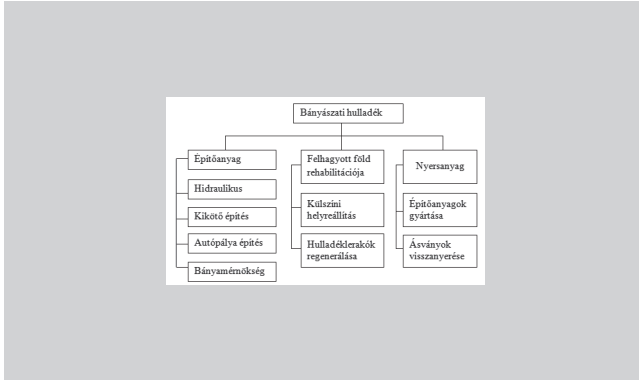 Bányászati hulladék
Építőanyag
Hidraulikus
Kikötő építés
Autópálya építés
Bányamérnökség
Felhagyott föld
rehabilitációja
Külszíni
helyreállítás
Hulladéklerakók
regenerálása
Nyersanyag
Építőanyagok
gyártása
Ásványok
visszanyerése